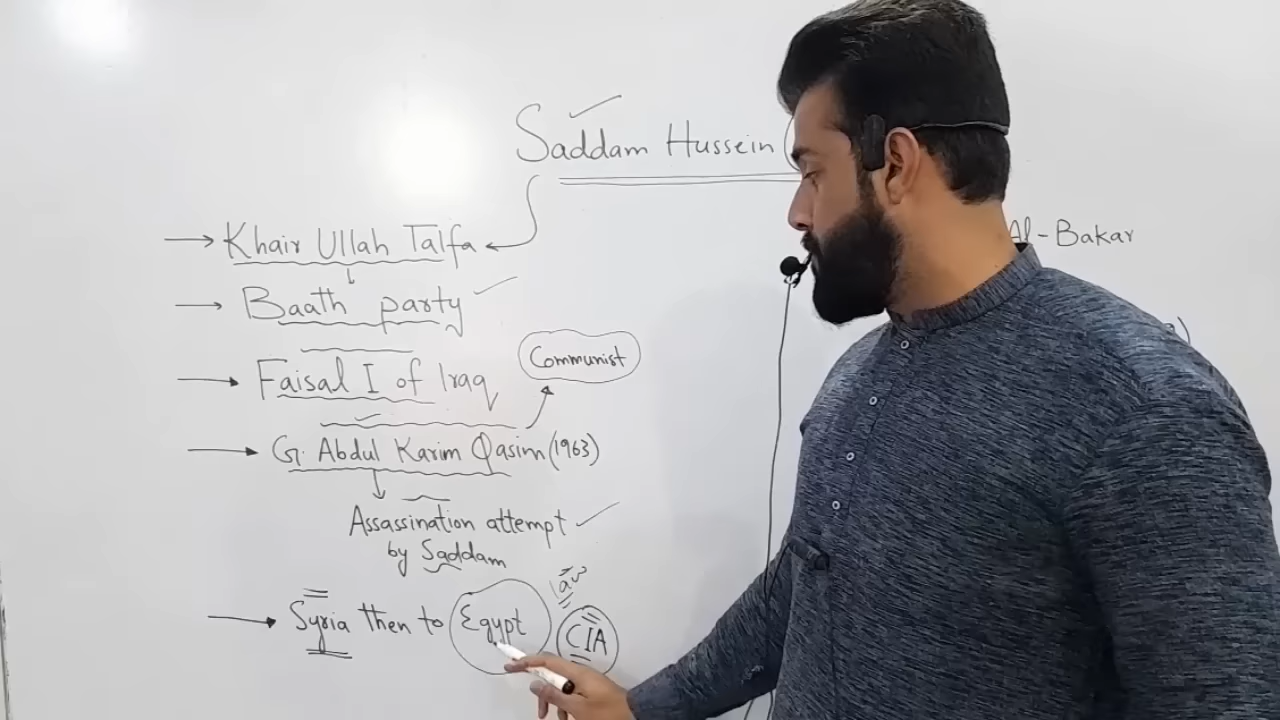 Saddam Hussein (
Al-Bakar
→ Khair Ullah Talfa
→ Baath party
→ Faisal I of Iraq
Communist
→ G. Abdul Karim Qasim (1963)
Assassination attempt
by Saddam
→ Syria then to Egypt
Law
CIA